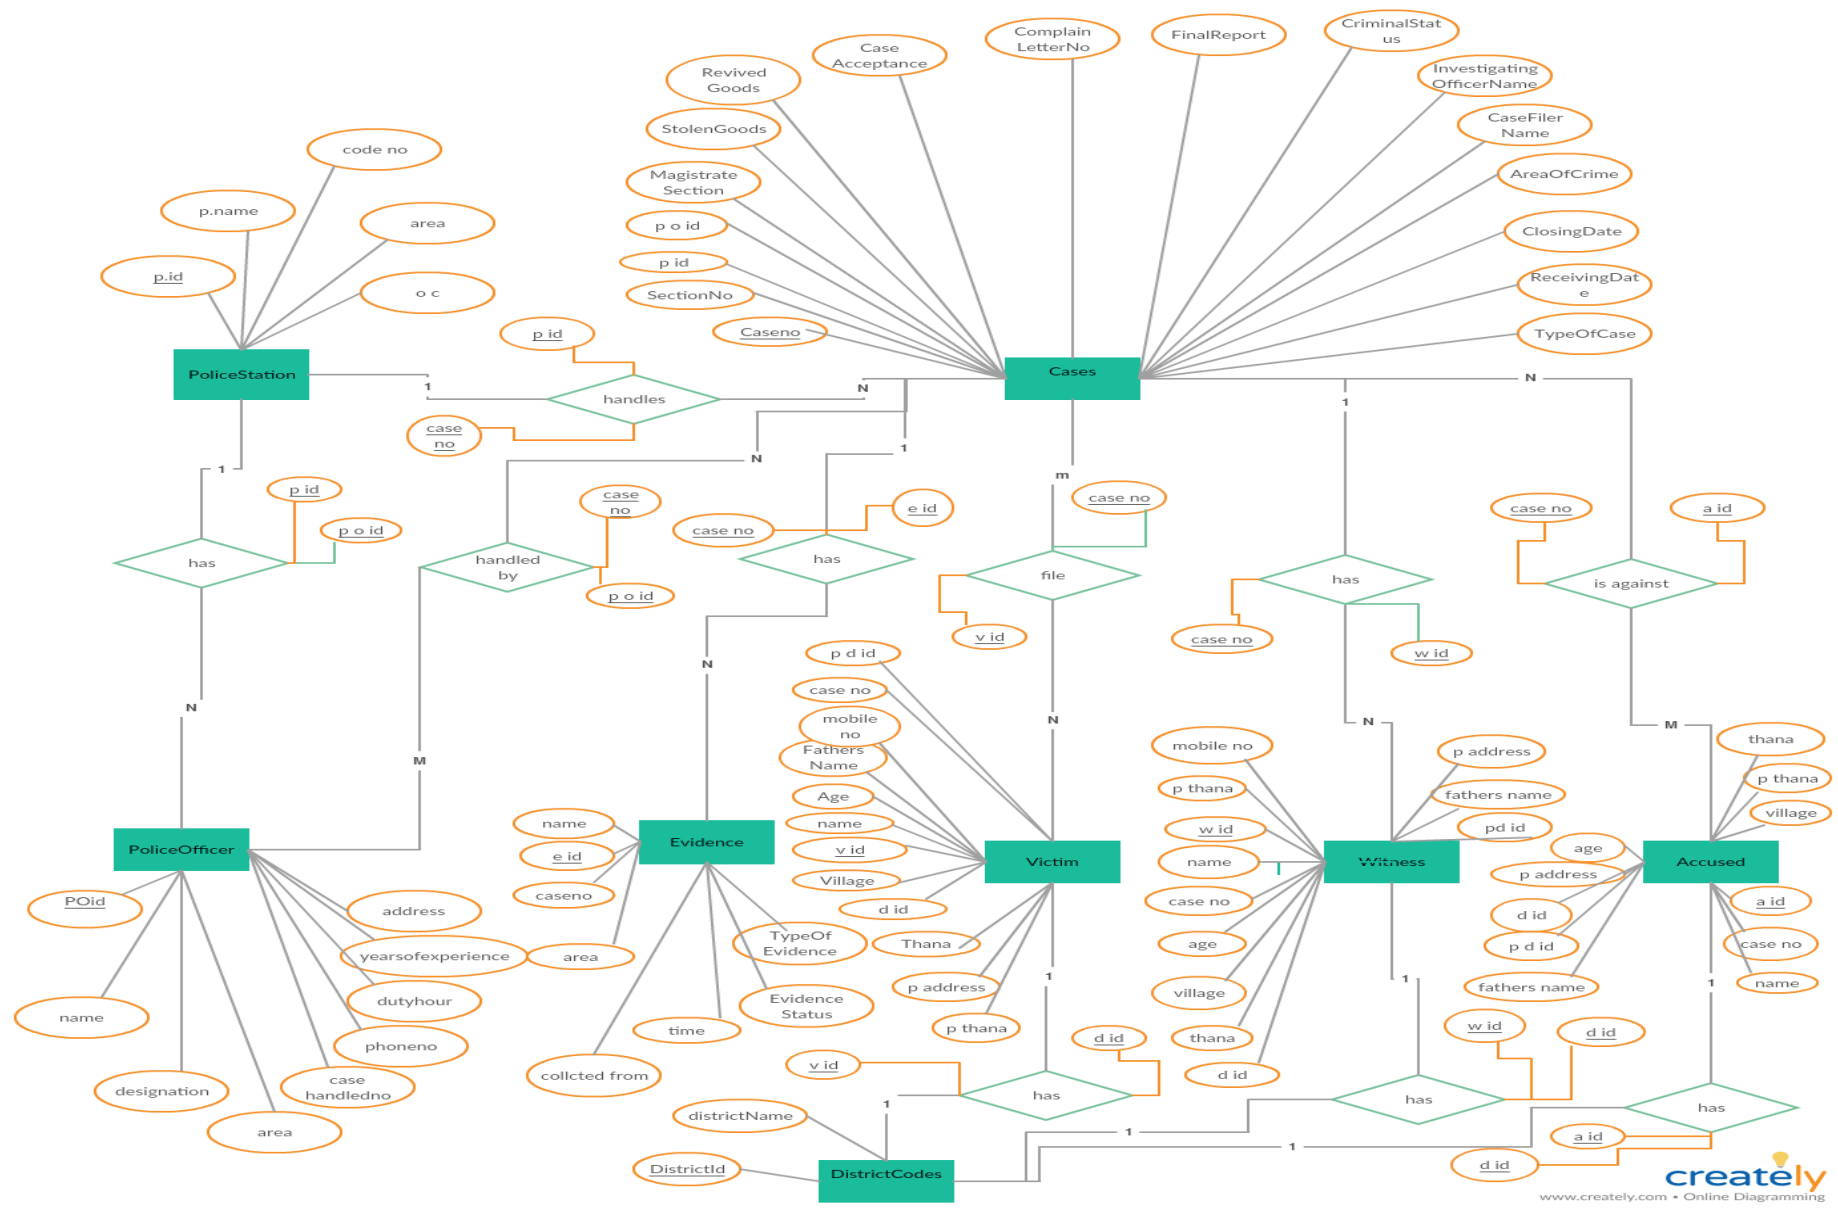 Complain
LetterNo
FinalReport
CriminalStat
us
Case
Acceptance
Revived
Goods
Investigating
OfficerName
StolenGoods
CaseFiler
Name
code no
Magistrate
Section
AreaOfCrime
p.name
area
p o id
ClosingDate
p id
p.id
o c
SectionNo
ReceivingDat
e
p id
Caseno
TypeOfCase
PoliceStation
1
handles
N
Cases
N
1
case
no
1
N
1
m
p id
p o id
case
no
case no
e id
case no
case no
a id
has
handled
by
has
file
has
is against
p o id
v id
case no
w id
N
N
p d id
case no
N
N
M
M
mobile
no
Fathers
Name
Age
name
v id
Village
d id
mobile no
p thana
w id
name
case no
age
village
thana
d id
p address
fathers name
pd id
thana
p thana
village
PoliceOfficer
Evidence
Victim
Witness
Accused
name
e id
caseno
area
age
p address
d id
p d id
fathers name
a id
case no
name
POid
name
designation
area
address
yearsofexperience
dutyhour
phoneno
case
handledno
TypeOf
Evidence
Evidence
Status
time
collcted from
Thana
p address
p thana
1
1
1
v id
d id
w id
d id
has
has
has
1
1
1
districtName
DistrictId
DistrictCodes
a id
d id
creately
www.creately.com • Online Diagramming